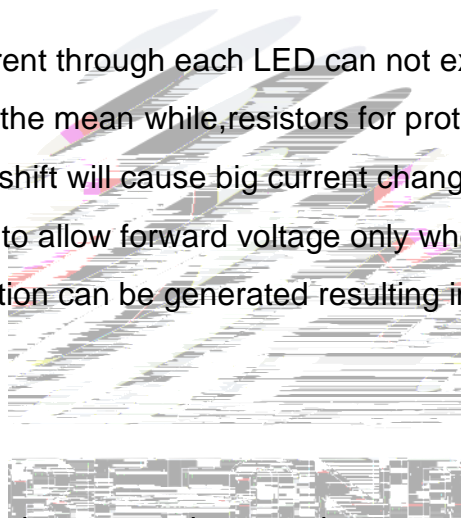 rent through each LED can not ex
the mean while,resistors for prot
shift will cause big current chang
to allow forward voltage only wh
tion can be generated resulting in